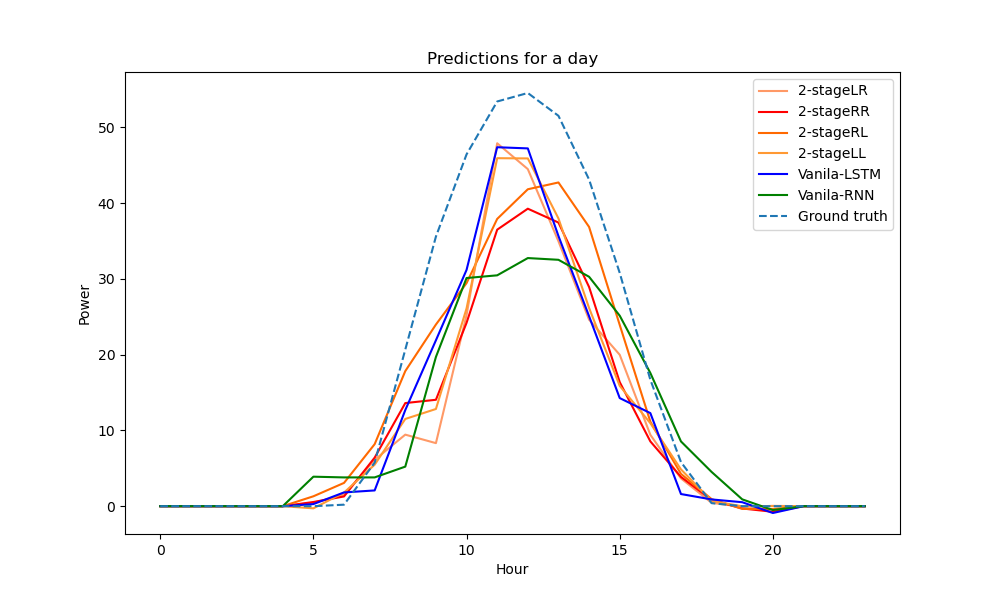 Predictions for a day
2-stageLR
2-stageRR
2-stageRL
2-stageLL
Vanila-LSTM
Vanila-RNN
Ground truth
Power
50
40
30
20
10
0
0 5 10 15 20
Hour